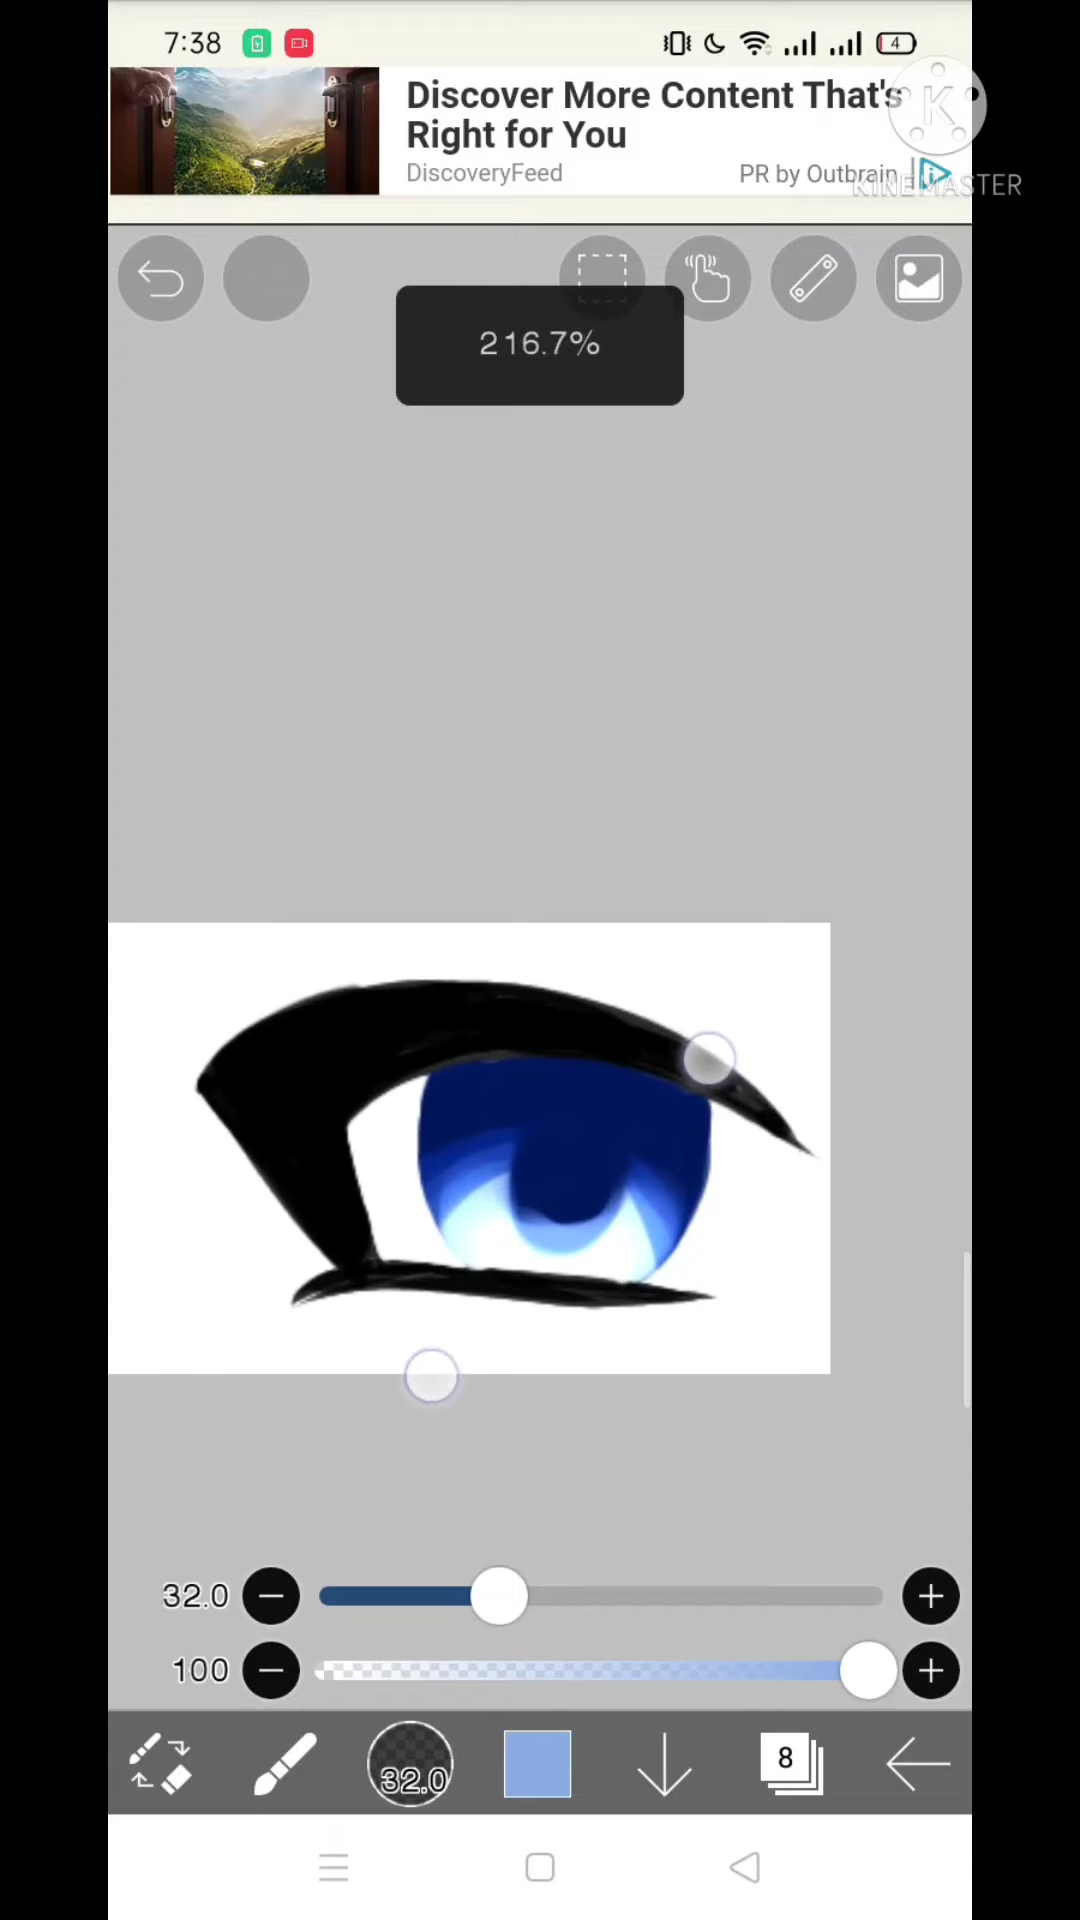 7:38
4
Discover More Content That's
Right for You
DiscoveryFeed
PR by Outbrain
K
KINEMASTER
216.7%
32.0
100
32.0
8